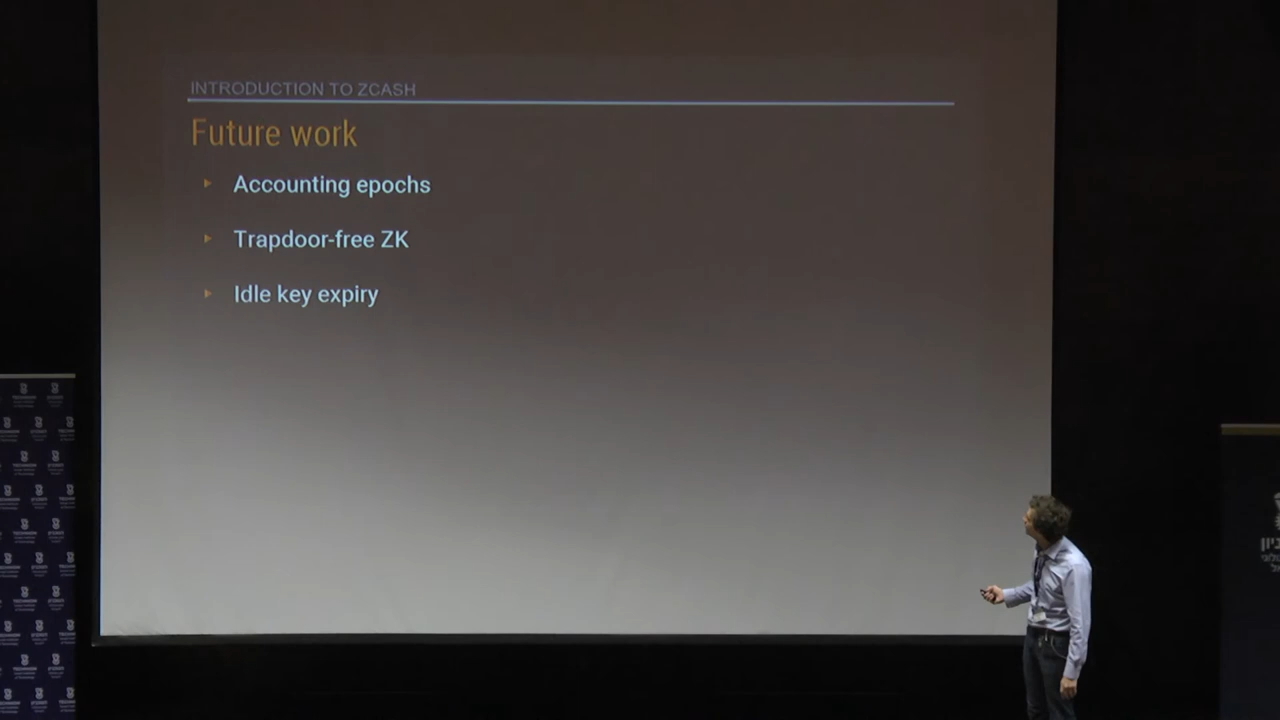 INTRODUCTION TO ZCASH
Future work
Accounting epochs
Trapdoor-free ZK
Idle key expiry